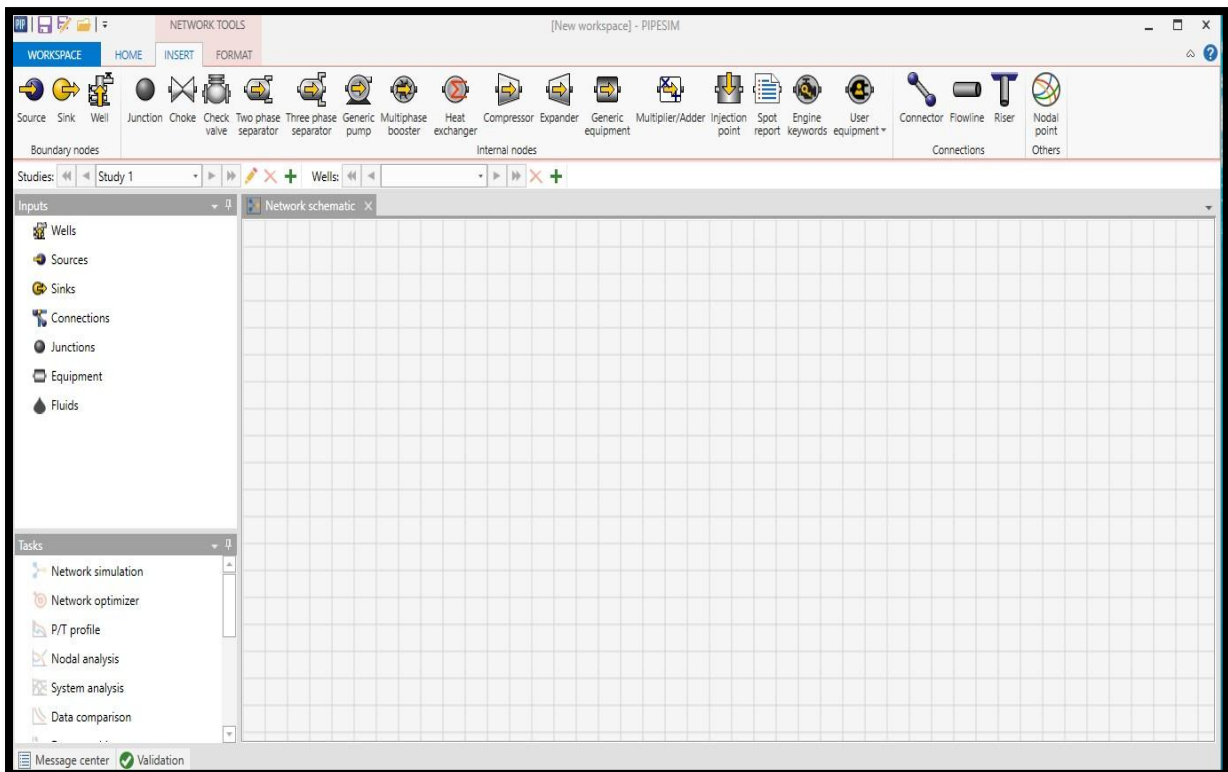 PIP
NETWORK TOOLS
[New workspace] - PIPESIM
WORKSPACE HOME INSERT FORMAT
Source Sink Well Junction Choke Check valve Two phase separator Three phase separator Generic pump Multiphase booster Heat exchanger Compressor Expander Generic equipment Multiplier/Adder Injection point Spot report Engine keywords User equipment Connector Flowline Riser Nodal point
Boundary nodes Internal nodes Connections Others
Studies: Study 1 Wells:
Inputs
Network schematic
Wells
Sources
Sinks
Connections
Junctions
Equipment
Fluids
Tasks
Network simulation
Network optimizer
P/T profile
Nodal analysis
System analysis
Data comparison
Message center Validation